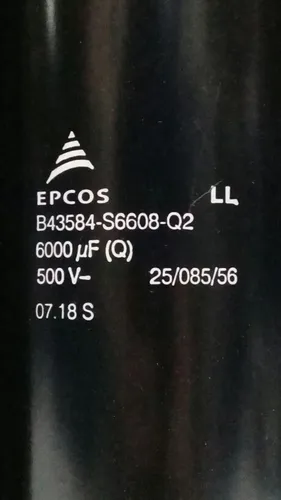 EPCOS LL
B43584-S6608-Q2
6000 µF (Q)
500 V– 25/085/56
07.18 S